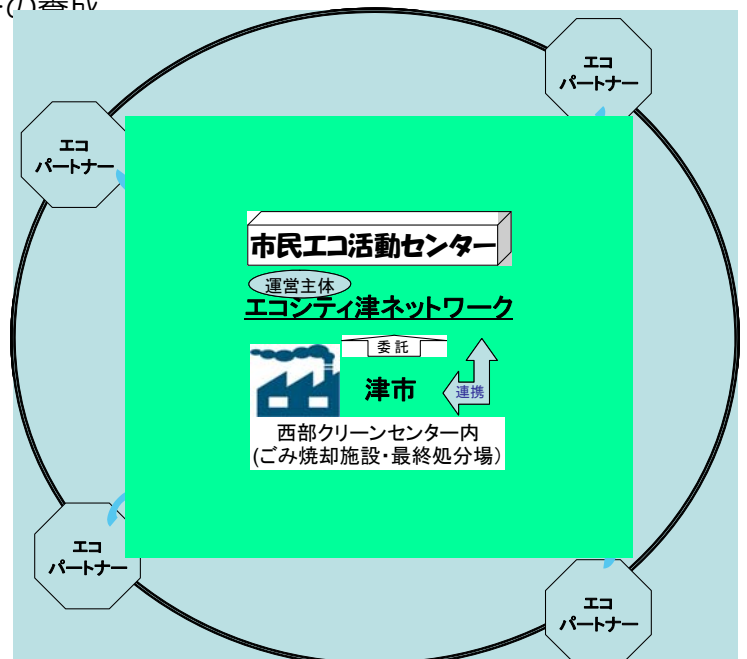 の養成
エコ
パートナー
エコ
パートナー
市民エコ活動センター
運営主体
エコシティ津ネットワーク
委託
津市
連携
西部クリーンセンター内
(ごみ焼却施設・最終処分場)
エコ
パートナー
エコ
パートナー